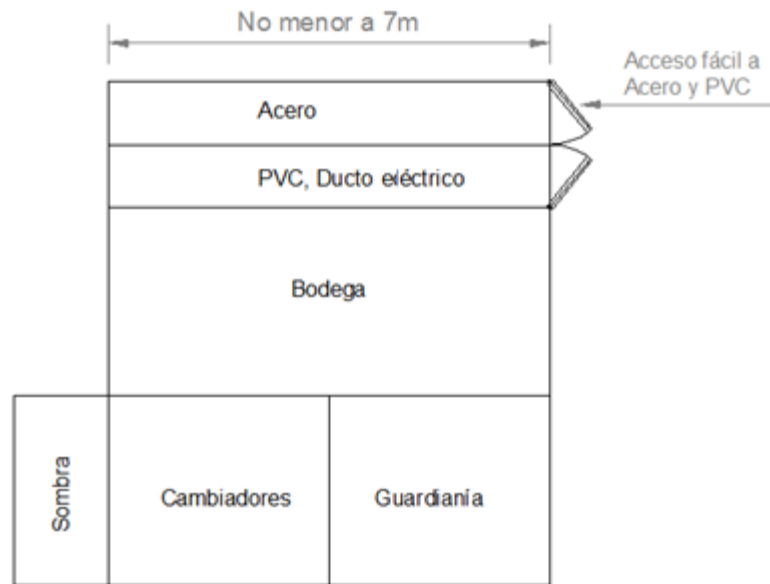 No menor a 7m
Acceso fácil a
Acero y PVC
Acero
PVC, Ducto eléctrico
Bodega
Sombra
Cambiadores
Guardianía